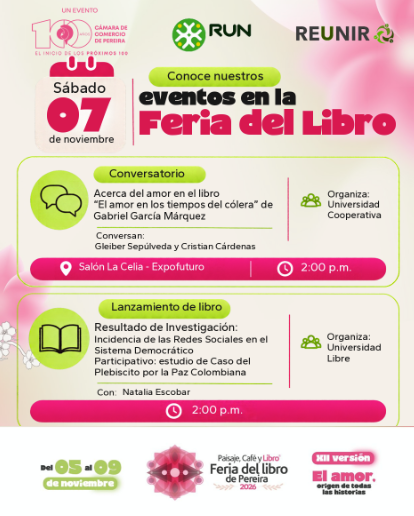 UN EVENTO
100 AÑOS
CÁMARA DE
COMERCIO
DE PEREIRA
EL INICIO DE LOS PRÓXIMOS 100
RUN
REUNIR
Sábado
07
de noviembre
Conoce nuestros
eventos en la
Feria del Libro
Conversatorio
Acerca del amor en el libro
“El amor en los tiempos del cólera” de
Gabriel García Márquez
Conversan:
Gleiber Sepúlveda y Cristian Cárdenas
Organiza:
Universidad
Cooperativa
Salón La Celia - Expofuturo
2:00 p.m.
Lanzamiento de libro
Resultado de Investigación:
Incidencia de las Redes Sociales en el
Sistema Democrático
Participativo: estudio de Caso del
Plebiscito por la Paz Colombiana
Con: Natalia Escobar
Organiza:
Universidad
Libre
2:00 p.m.
Del 05 al 09
de noviembre
Paisaje, Café y Libro
Feria del libro
de Pereira
2026
XII versión
El amor,
origen de todas
las historias